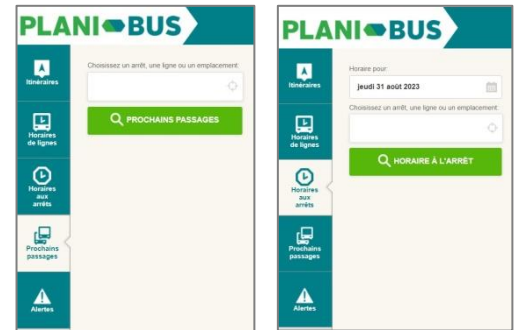 PLANI BUS
Itinéraires
Horaires
de lignes
Horaires
aux
arrêts
Prochains
passages
Alertes
Choisissez un arrêt, une ligne ou un emplacement:
PROCHAINS PASSAGES
PLANI BUS
Itinéraires
Horaires
de lignes
Horaires
aux
arrêts
Prochains
passages
Alertes
Horaire pour:
jeudi 31 août 2023
Choisissez un arrêt, une ligne ou un emplacement:
HORAIRE À L'ARRÊT